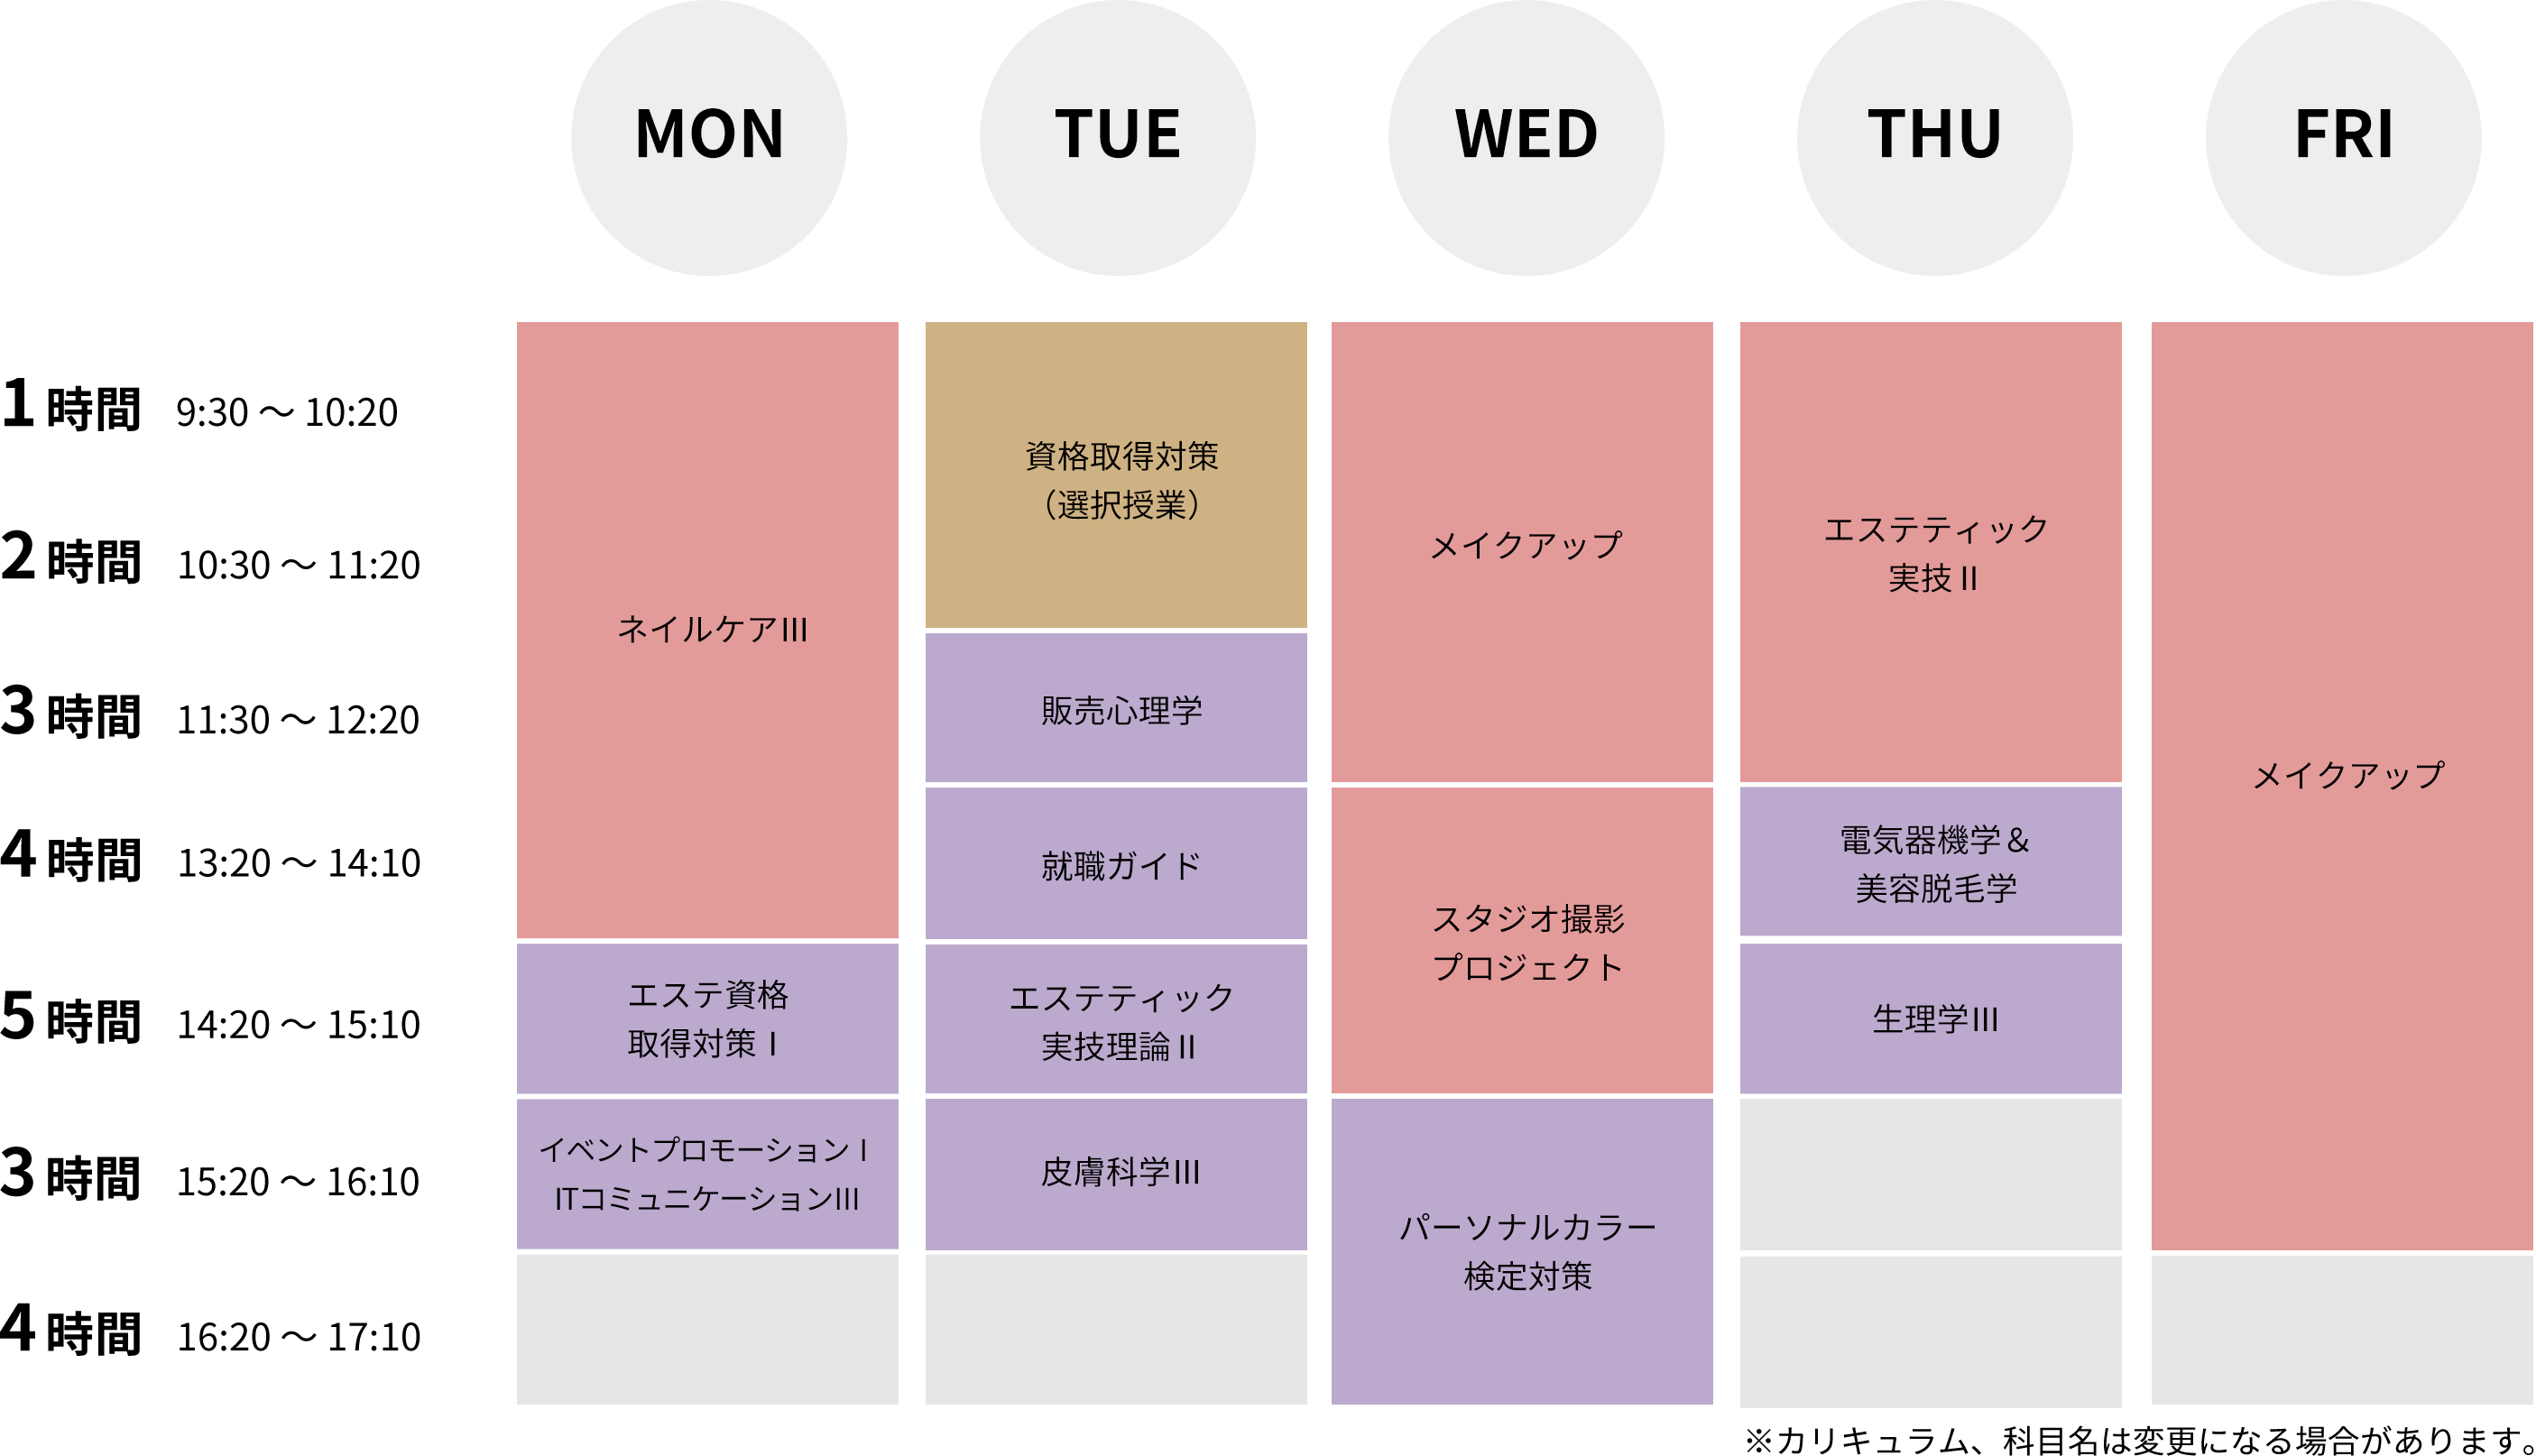 MON TUE WED THU FRI
1 時間 9:30 〜 10:20
2 時間 10:30 〜 11:20
3 時間 11:30 〜 12:20
4 時間 13:20 〜 14:10
5 時間 14:20 〜 15:10
3 時間 15:20 〜 16:10
4 時間 16:20 〜 17:10
ネイルケアⅢ
エステ資格
取得対策Ⅰ
イベントプロモーションⅠ
ITコミュニケーションⅢ
資格取得対策
（選択授業）
販売心理学
就職ガイド
エステティック
実技理論Ⅱ
皮膚科学Ⅲ
メイクアップ
スタジオ撮影
プロジェクト
パーソナルカラー
検定対策
エステティック
実技Ⅱ
電気器機学＆
美容脱毛学
生理学Ⅲ
メイクアップ
※カリキュラム、科目名は変更になる場合があります。